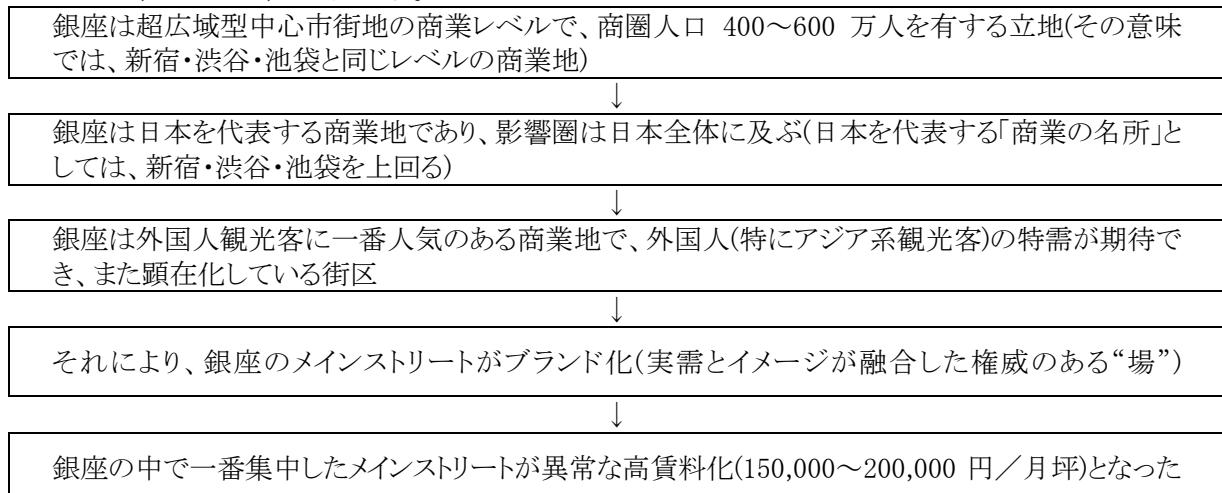 銀座は超広域型中心市街地の商業レベルで、商圏人口 400～600 万人を有する立地(その意味
では、新宿・渋谷・池袋と同じレベルの商業地)
↓
銀座は日本を代表する商業地であり、影響圏は日本全体に及ぶ(日本を代表する「商業の名所」と
しては、新宿・渋谷・池袋を上回る)
↓
銀座は外国人観光客に一番人気のある商業地で、外国人(特にアジア系観光客)の特需が期待で
き、また顕在化している街区
↓
それにより、銀座のメインストリートがブランド化(実需とイメージが融合した権威のある“場”)
↓
銀座の中で一番集中したメインストリートが異常な高賃料化(150,000～200,000 円／月坪)となった